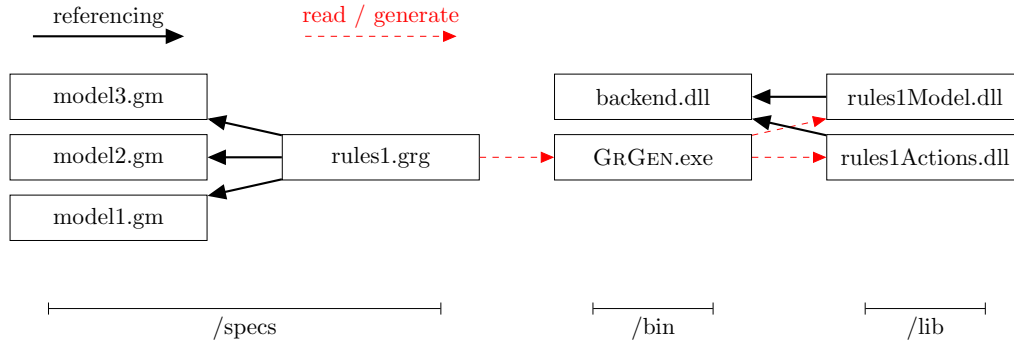 referencing
read / generate
model3.gm
backend.dll
rules1Model.dll
model2.gm
rules1.grg
GRGEN.exe
rules1Actions.dll
model1.gm
/specs
/bin
/lib